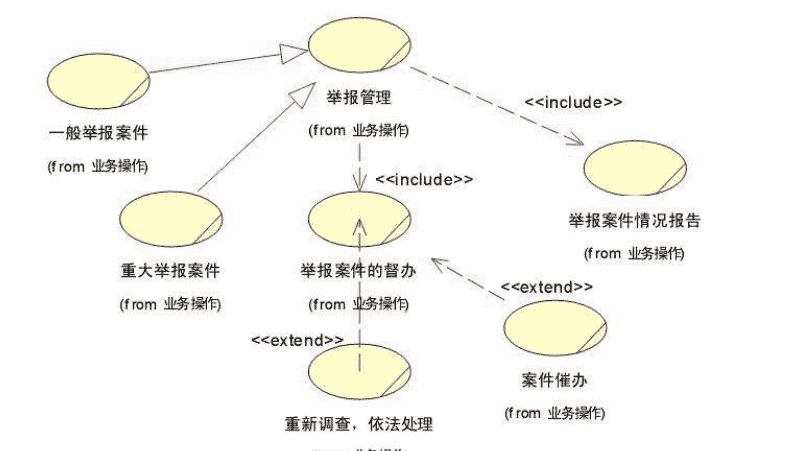 举报管理
(from 业务操作)
<<include>>
一般举报案件
(from 业务操作)
<<include>>
举报案件情况报告
(from 业务操作)
重大举报案件
(from 业务操作)
举报案件的督办
(from 业务操作)
<<extend>>
<<extend>>
案件催办
(from 业务操作)
重新调查，依法处理